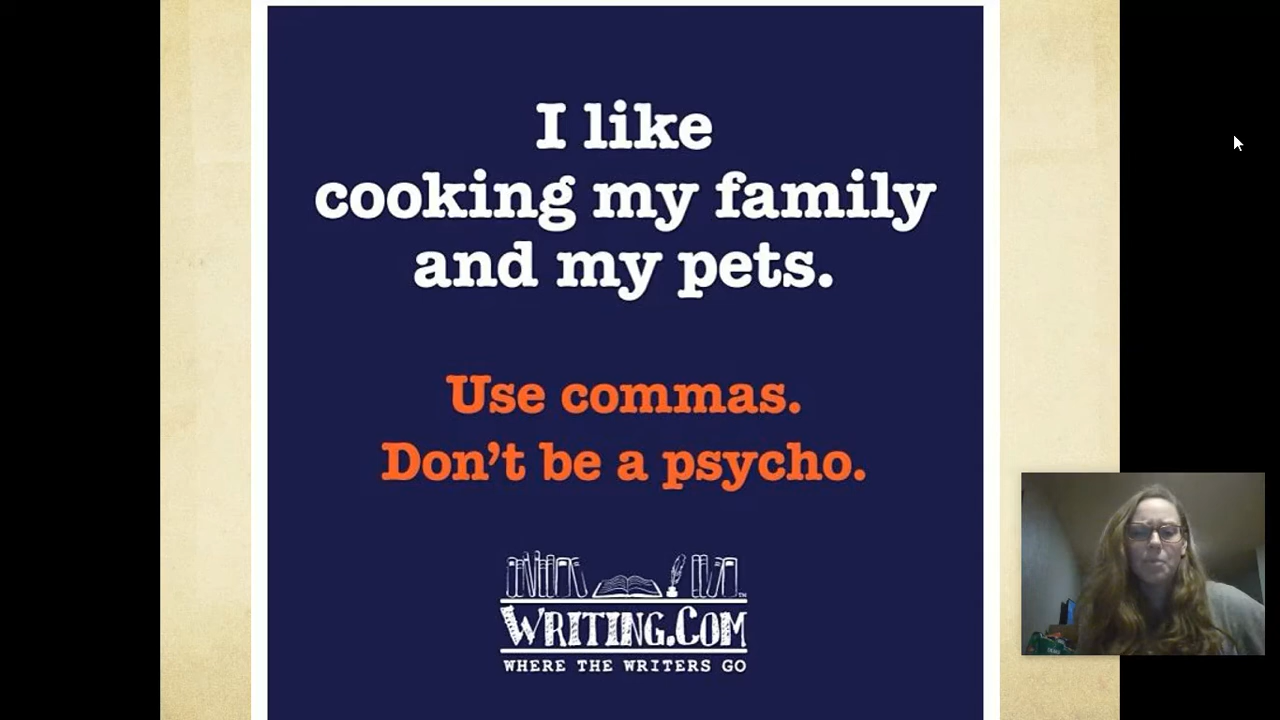 I like
cooking my family
and my pets.
Use commas.
Don't be a psycho.
WRITING.COM
WHERE THE WRITERS GO